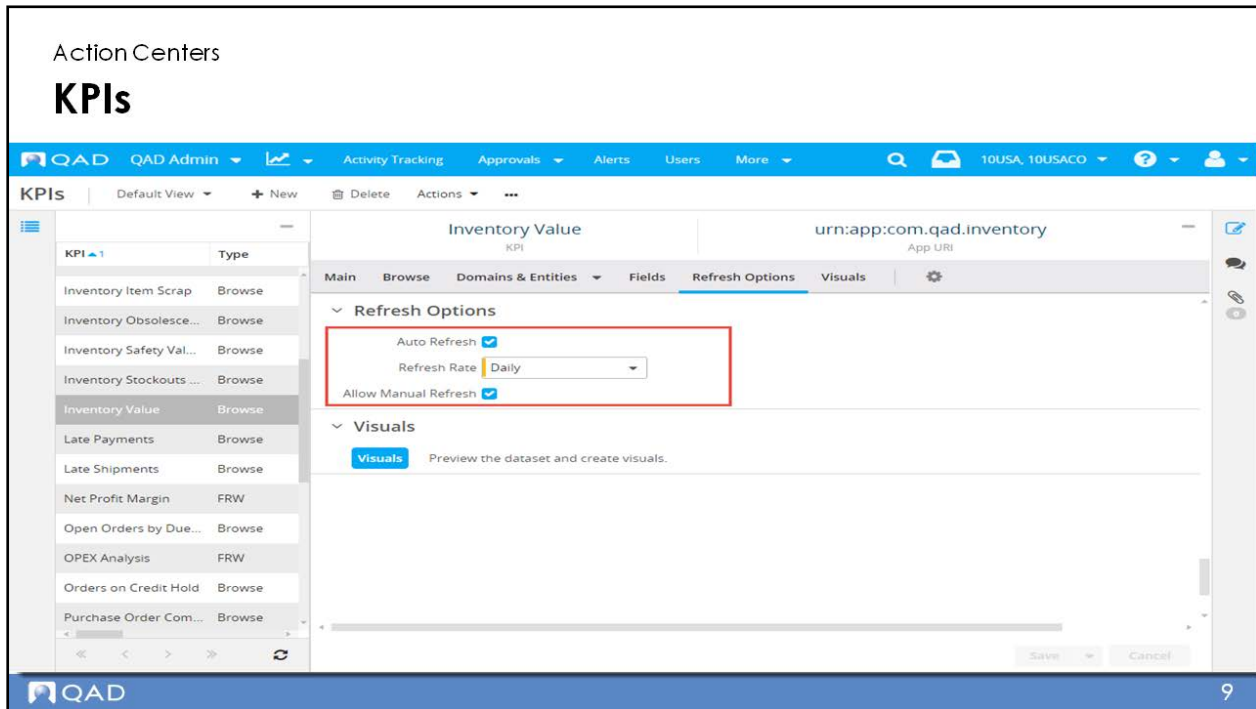 Action Centers
KPIs
QAD QAD Admin Activity Tracking Approvals Alerts Users More 10USA, 10USACO
KPIs Default View + New Delete Actions •••
Inventory Value urn:app:com.qad.inventory
KPI App URI
KPI 1 Type
Main Browse Domains & Entities Fields Refresh Options Visuals
Inventory Item Scrap Browse
Inventory Obsolesce... Browse
Inventory Safety Val... Browse
Inventory Stockouts ... Browse
Inventory Value Browse
Late Payments Browse
Late Shipments Browse
Net Profit Margin FRW
Open Orders by Due... Browse
OPEX Analysis FRW
Orders on Credit Hold Browse
Purchase Order Com... Browse
Refresh Options
Auto Refresh
Refresh Rate Daily
Allow Manual Refresh
Visuals
Visuals Preview the dataset and create visuals.
Save Cancel
QAD 9